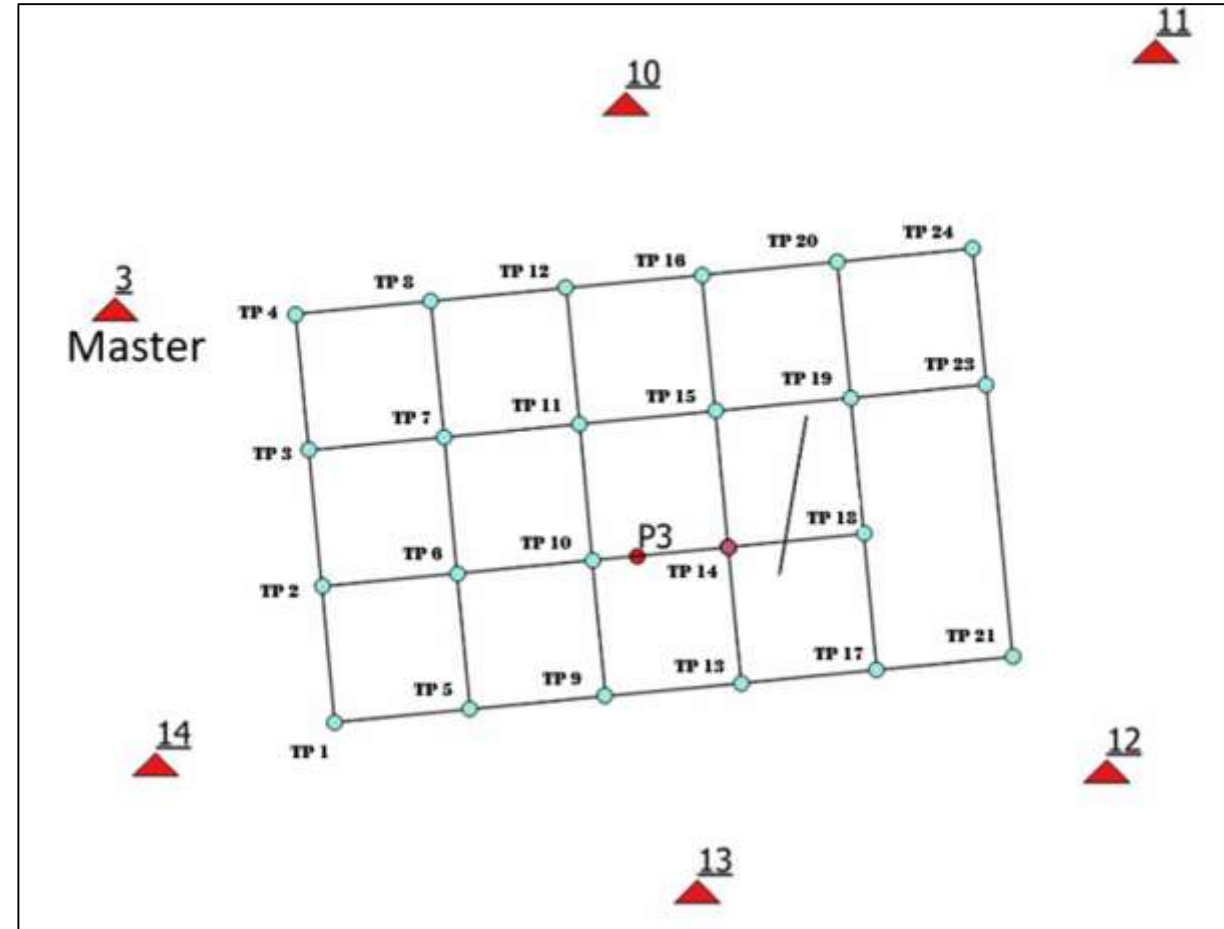 11
10
TP 24
TP 20
TP 16
TP 12
TP 8
3
TP 4
Master
TP 23
TP 19
TP 15
TP 11
TP 7
TP 3
TP 18
P3
TP 10
TP 6
TP 14
TP 2
TP 21
TP 17
TP 13
TP 9
TP 5
14
TP 1
12
13